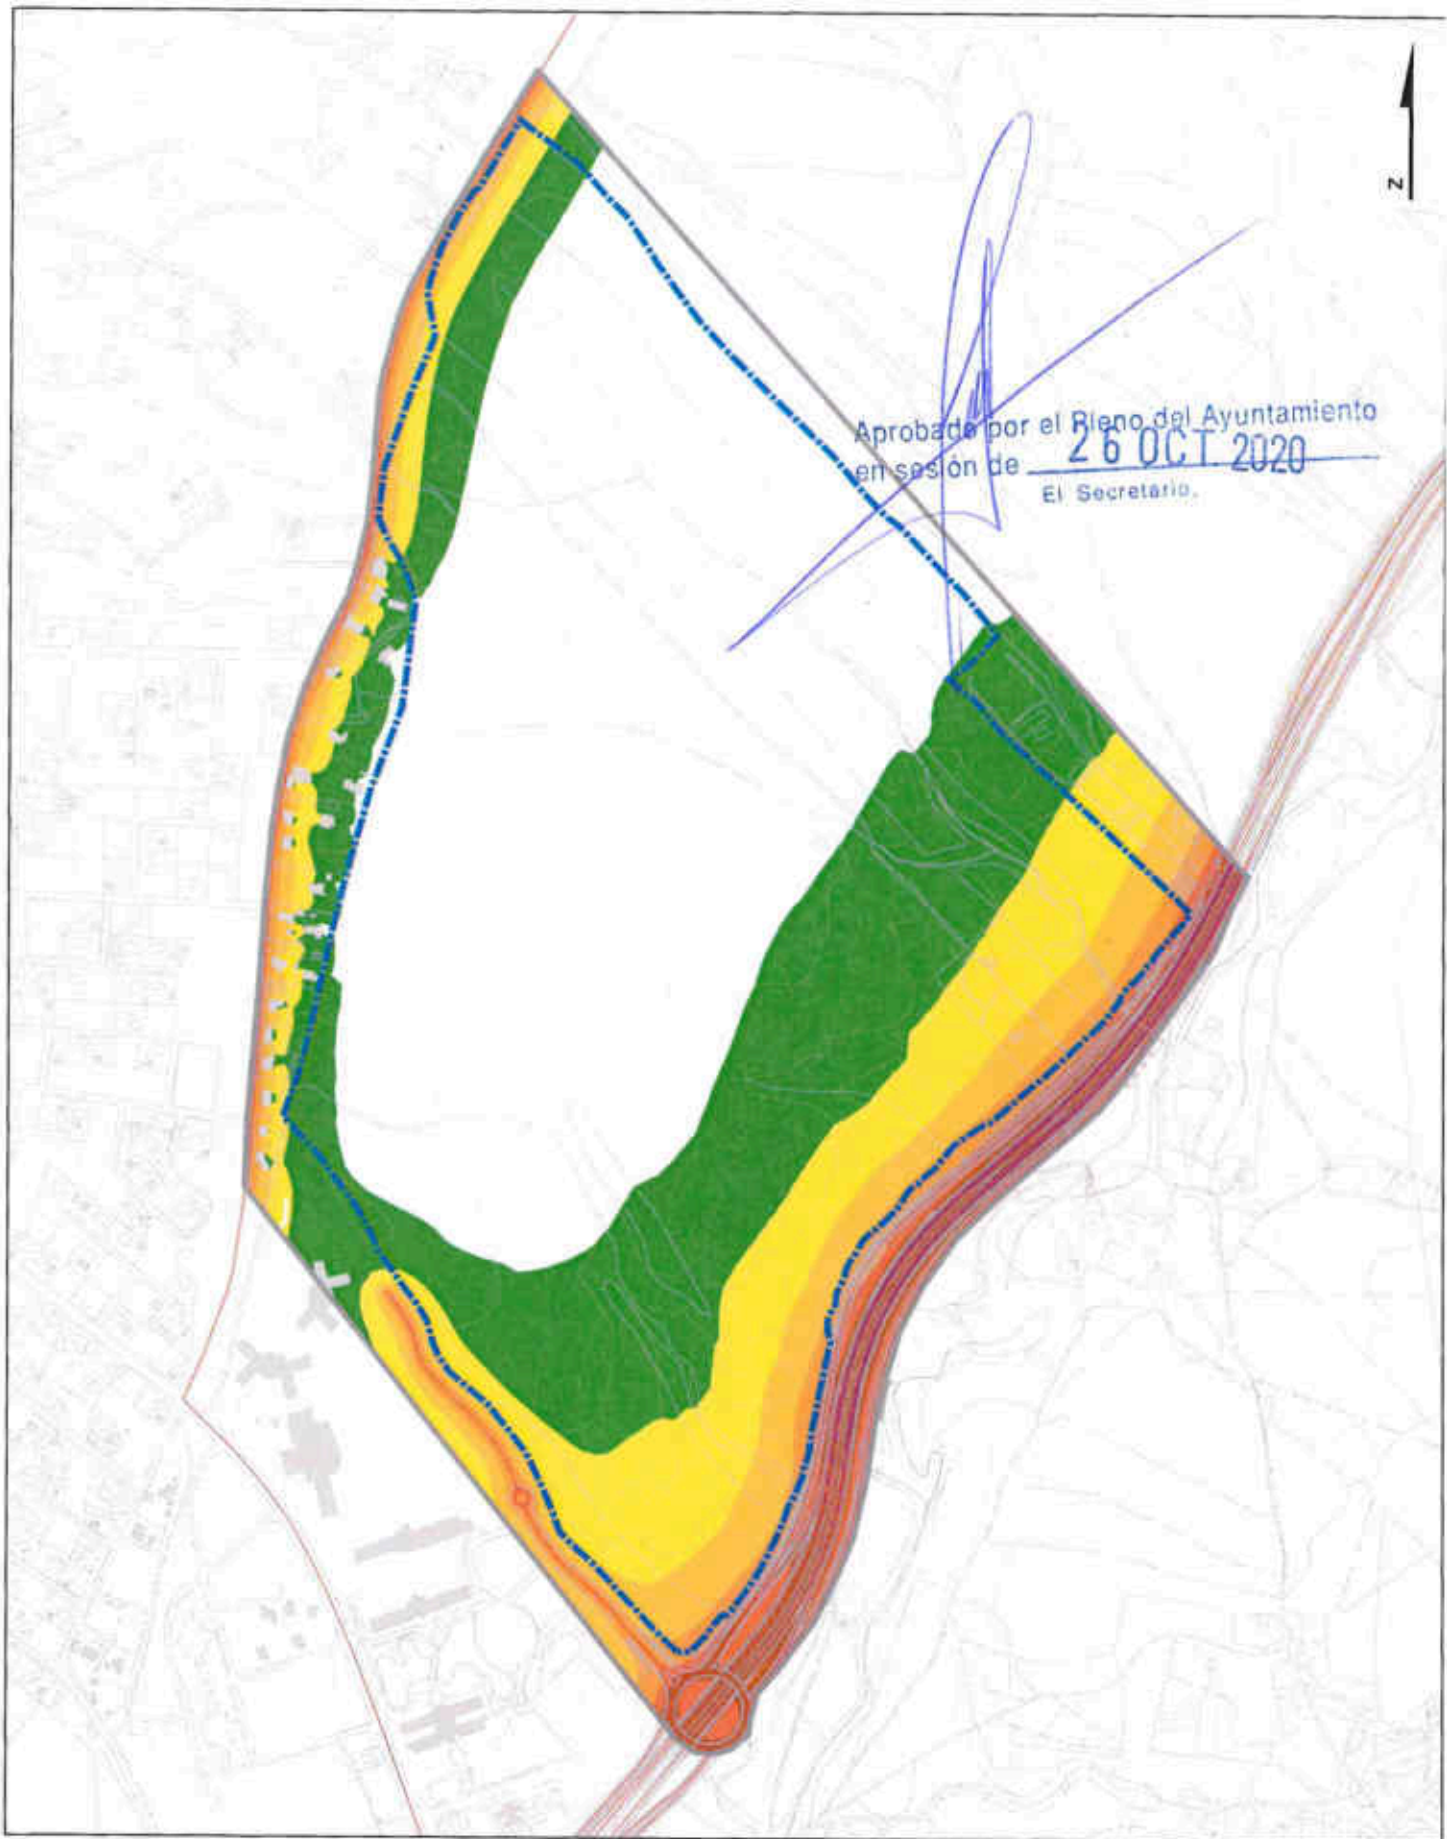 N
Aprobado por el Pleno del Ayuntamiento
en sesión de 26 OCT. 2020
El Secretario,